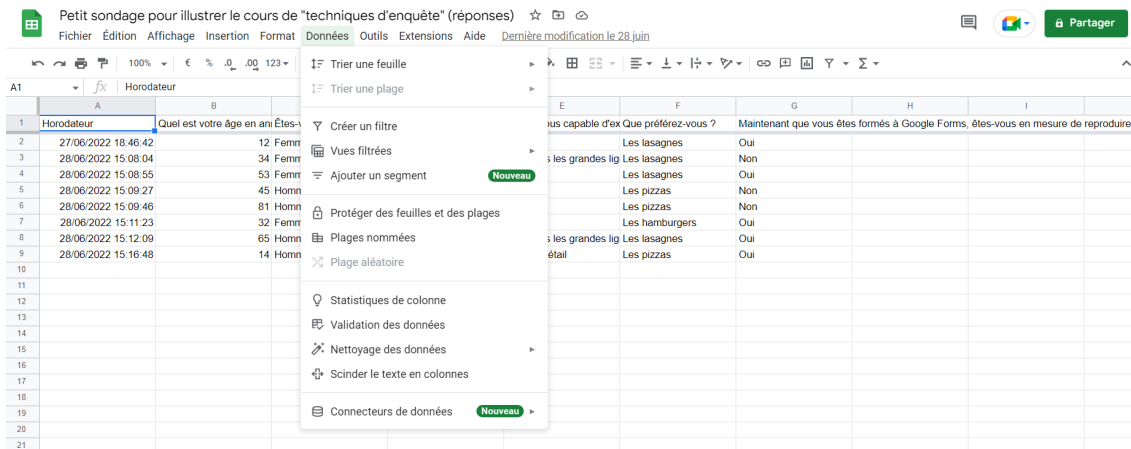 Petit sondage pour illustrer le cours de "techniques d'enquête" (réponses)
Fichier Édition Affichage Insertion Format Données Outils Extensions Aide Dernière modification le 28 juin
Partager
100% € % .0 .00 123
A1 fx Horodateur
A B E F G H I
1 Horodateur Quel est votre âge en ani Êtes-v ous capable d'ex Que préférez-vous ? Maintenant que vous êtes formés à Google Forms, êtes-vous en mesure de reproduire
2 27/06/2022 18:46:42 12 Femm Les lasagnes Oui
3 28/06/2022 15:08:04 34 Femm s les grandes lig Les lasagnes Non
4 28/06/2022 15:08:55 53 Femm Les lasagnes Oui
5 28/06/2022 15:09:27 45 Homm Les pizzas Non
6 28/06/2022 15:09:46 81 Homm Les pizzas Non
7 28/06/2022 15:11:23 32 Femm Les hamburgers Oui
8 28/06/2022 15:12:09 65 Homm s les grandes lig Les lasagnes Oui
9 28/06/2022 15:16:48 14 Homm étail Les pizzas Oui
10
11
12
13
14
15
16
17
18
19
20
21
Trier une feuille
Trier une plage
Créer un filtre
Vues filtrées
Ajouter un segment Nouveau
Protéger des feuilles et des plages
Plages nommées
Plage aléatoire
Statistiques de colonne
Validation des données
Nettoyage des données
Scinder le texte en colonnes
Connecteurs de données Nouveau